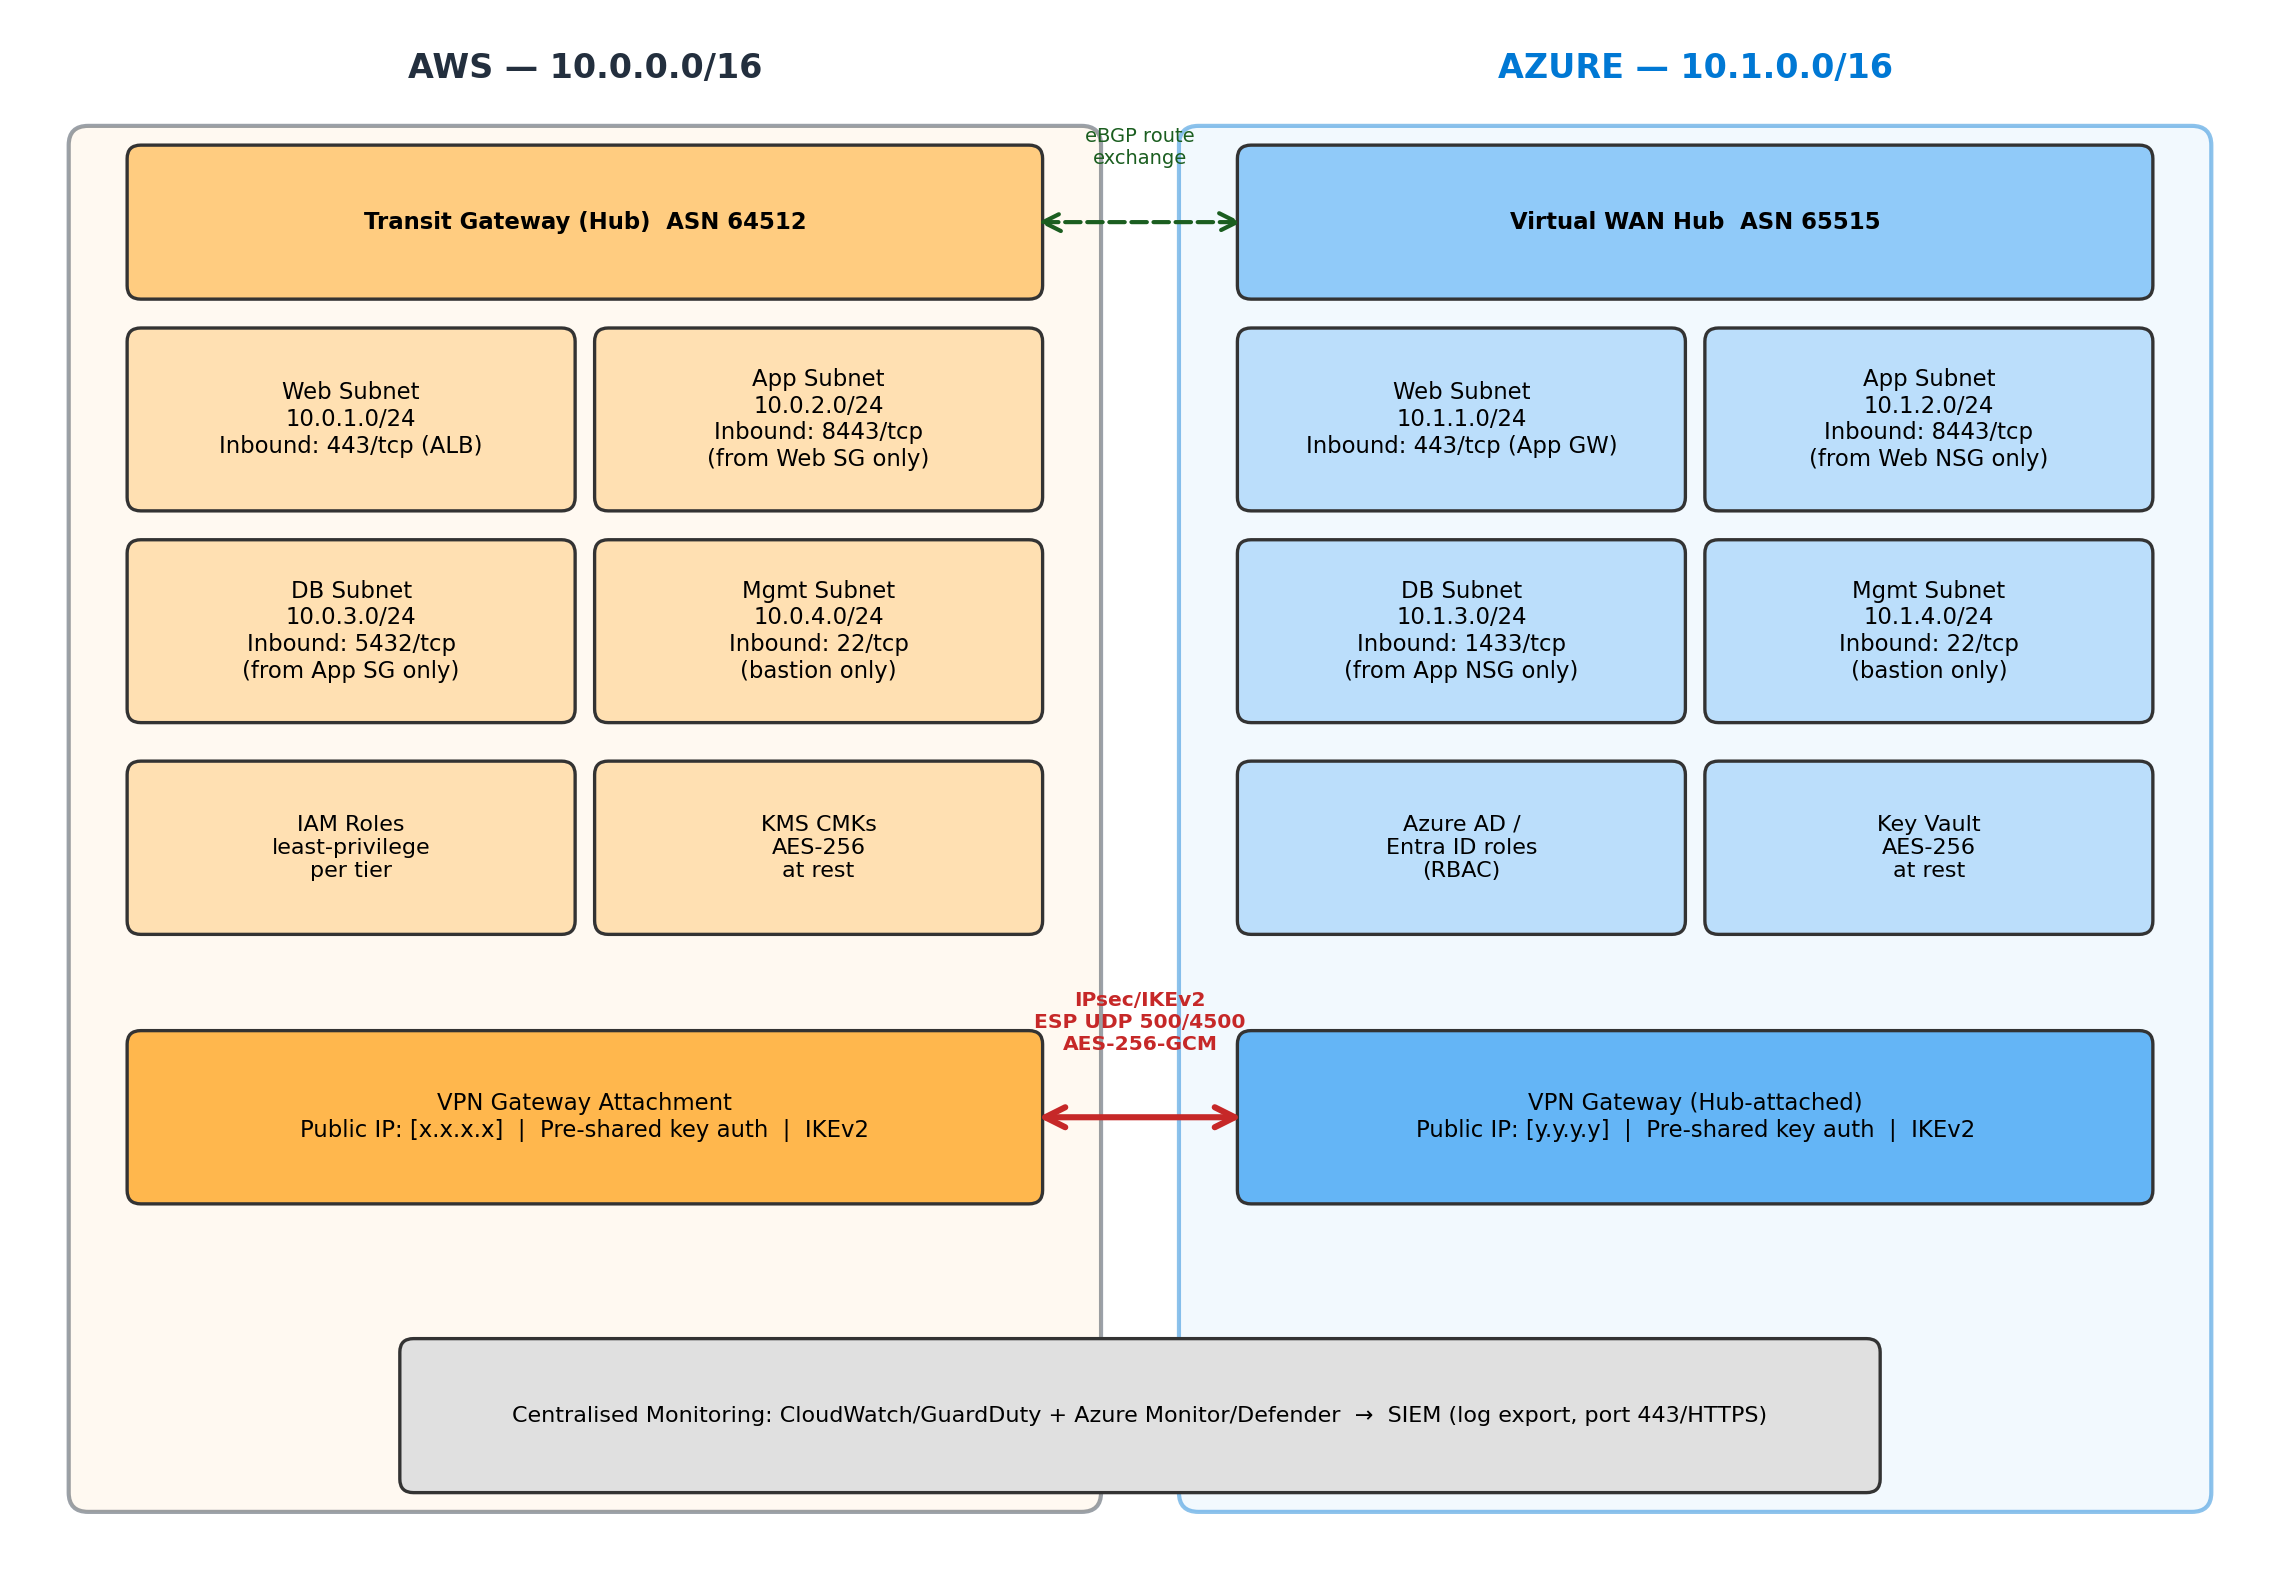 AWS — 10.0.0.0/16
AZURE — 10.1.0.0/16
eBGP route
exchange
Transit Gateway (Hub)  ASN 64512
Virtual WAN Hub  ASN 65515
Web Subnet
10.0.1.0/24
Inbound: 443/tcp (ALB)
App Subnet
10.0.2.0/24
Inbound: 8443/tcp
(from Web SG only)
Web Subnet
10.1.1.0/24
Inbound: 443/tcp (App GW)
App Subnet
10.1.2.0/24
Inbound: 8443/tcp
(from Web NSG only)
DB Subnet
10.0.3.0/24
Inbound: 5432/tcp
(from App SG only)
Mgmt Subnet
10.0.4.0/24
Inbound: 22/tcp
(bastion only)
DB Subnet
10.1.3.0/24
Inbound: 1433/tcp
(from App NSG only)
Mgmt Subnet
10.1.4.0/24
Inbound: 22/tcp
(bastion only)
IAM Roles
least-privilege
per tier
KMS CMKs
AES-256
at rest
Azure AD /
Entra ID roles
(RBAC)
Key Vault
AES-256
at rest
IPsec/IKEv2
ESP UDP 500/4500
AES-256-GCM
VPN Gateway Attachment
Public IP: [x.x.x.x]  |  Pre-shared key auth  |  IKEv2
VPN Gateway (Hub-attached)
Public IP: [y.y.y.y]  |  Pre-shared key auth  |  IKEv2
Centralised Monitoring: CloudWatch/GuardDuty + Azure Monitor/Defender  →  SIEM (log export, port 443/HTTPS)